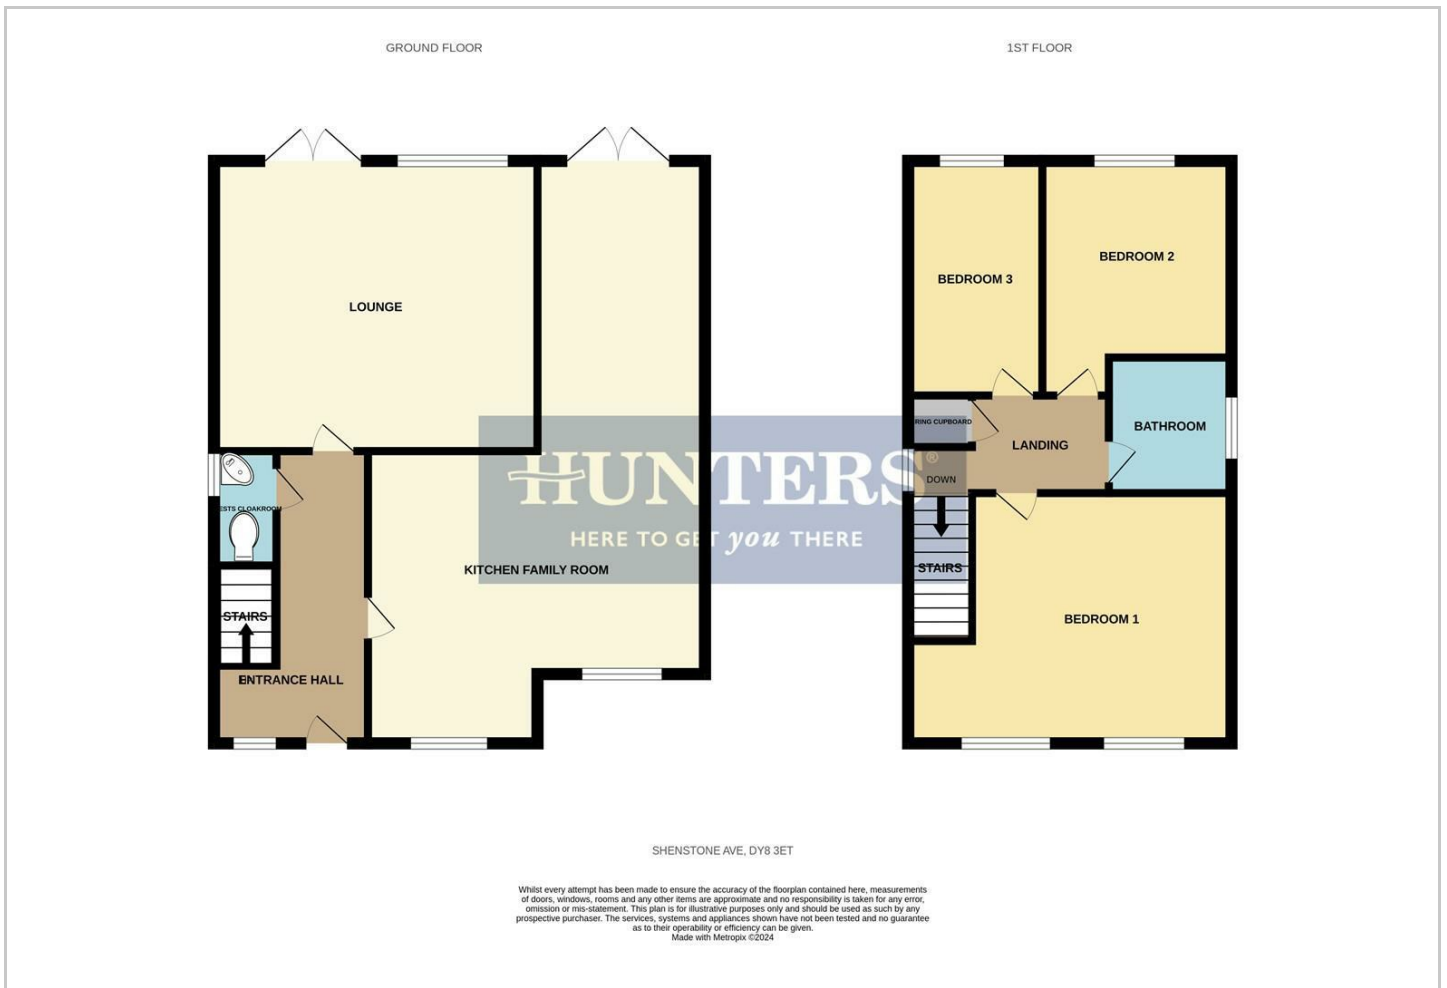 GROUND FLOOR
1ST FLOOR
LOUNGE
BEDROOM 3
BEDROOM 2
RING CUPBOARD
BATHROOM
LANDING
DOWN
HUNTERS®
HERE TO GET you THERE
ESTS CLOAKROOM
KITCHEN FAMILY ROOM
STAIRS
STAIRS
BEDROOM 1
ENTRANCE HALL
SHENSTONE AVE, DY8 3ET
Whilst every attempt has been made to ensure the accuracy of the floorplan contained here, measurements
of doors, windows, rooms and any other items are approximate and no responsibility is taken for any error,
omission or mis-statement. This plan is for illustrative purposes only and should be used as such by any
prospective purchaser. The services, systems and appliances shown have not been tested and no guarantee
as to their operability or efficiency can be given.
Made with Metropix ©2024